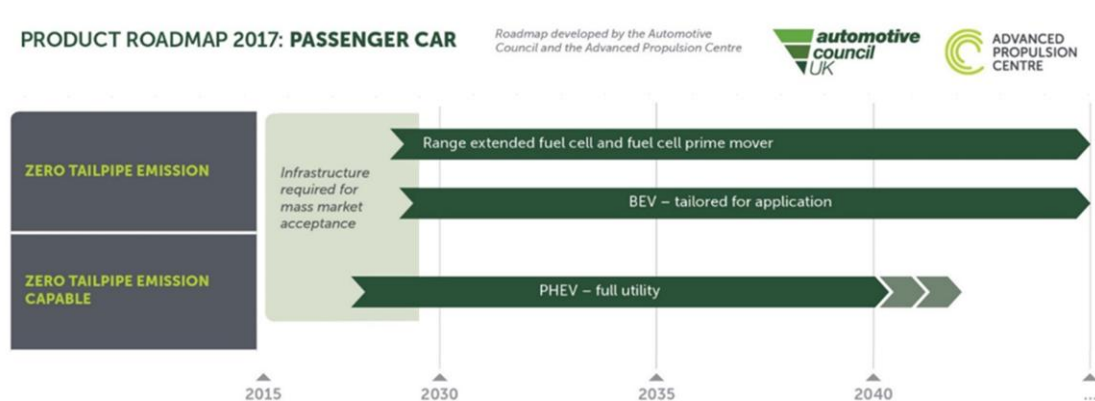 PRODUCT ROADMAP 2017: PASSENGER CAR
Roadmap developed by the Automotive
Council and the Advanced Propulsion Centre
automotive
council
UK
ADVANCED
PROPULSION
CENTRE
ZERO TAILPIPE EMISSION
Infrastructure
required for
mass market
acceptance
Range extended fuel cell and fuel cell prime mover
BEV – tailored for application
ZERO TAILPIPE EMISSION
CAPABLE
PHEV – full utility
2015
2030
2035
2040
...